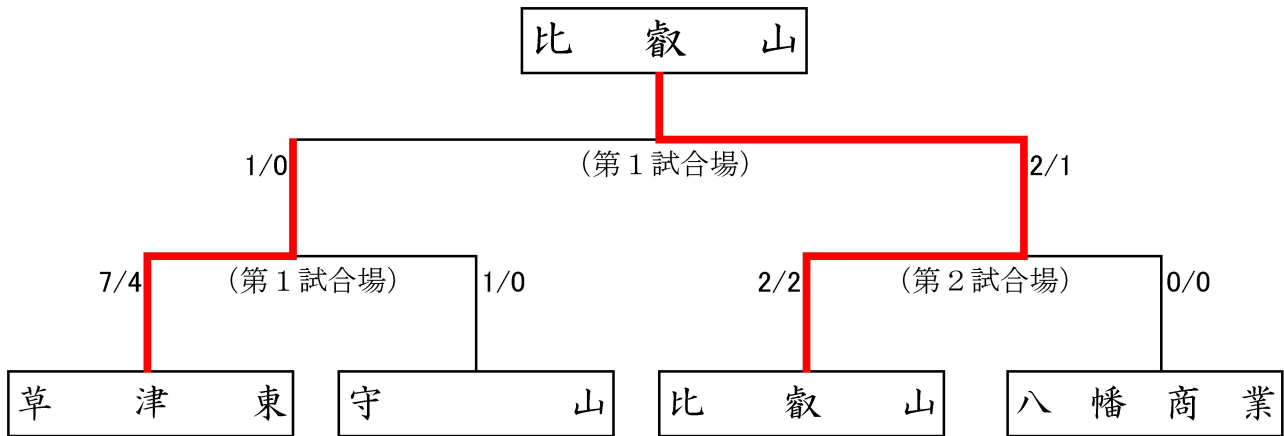 比叡山
1/0 (第1試合場) 2/1
7/4 (第1試合場) 1/0 2/2 (第2試合場) 0/0
草津東 守山 比叡山 八幡商業